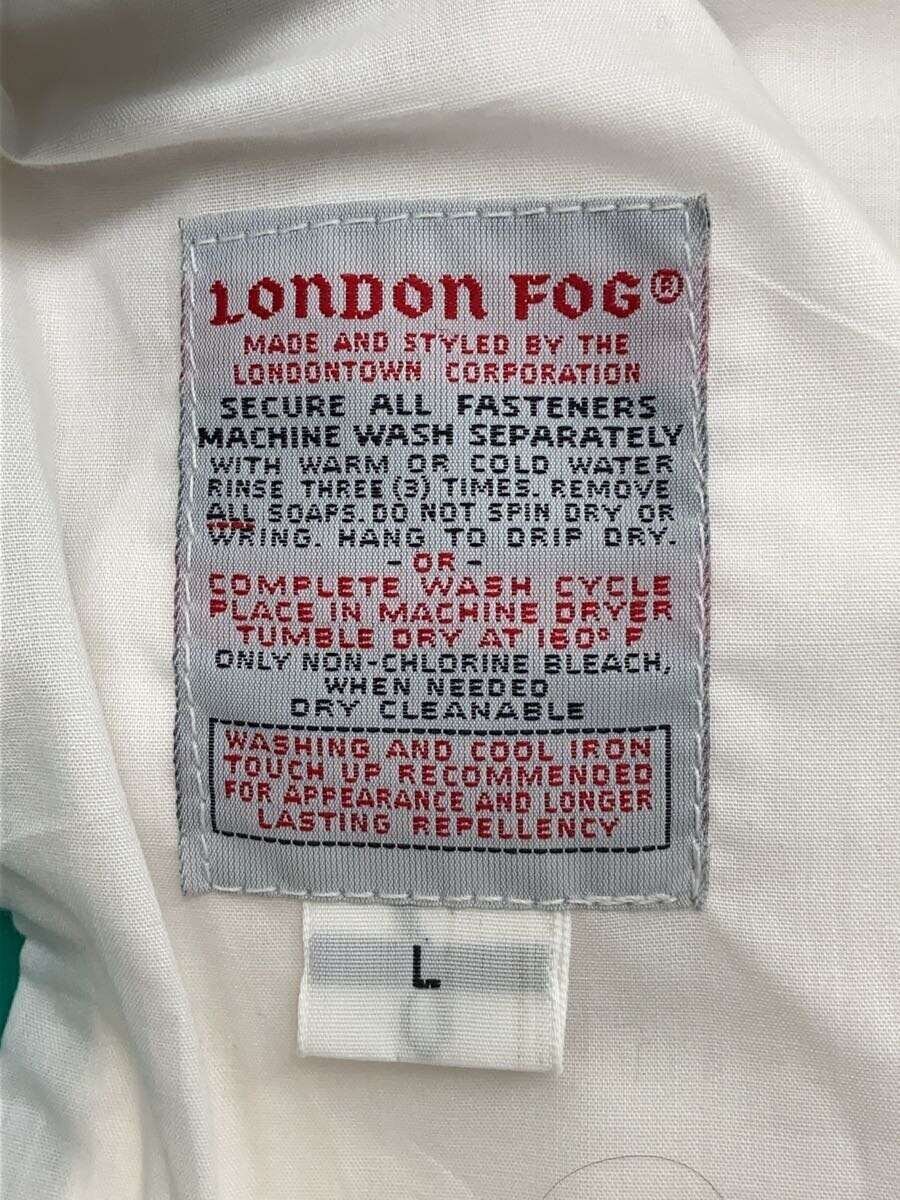 LONDON FOG®
MADE AND STYLED BY THE
LONDONTOWN CORPORATION
SECURE ALL FASTENERS
MACHINE WASH SEPARATELY
WITH WARM OR COLD WATER
RINSE THREE (3) TIMES. REMOVE
ALL SOAPS. DO NOT SPIN DRY OR
WRING. HANG TO DRIP DRY.
- OR -
COMPLETE WASH CYCLE
PLACE IN MACHINE DRYER
TUMBLE DRY AT 160° F
ONLY NON-CHLORINE BLEACH,
WHEN NEEDED
DRY CLEANABLE
WASHING AND COOL IRON
TOUCH UP RECOMMENDED
FOR APPEARANCE AND LONGER
LASTING REPELLENCY
L